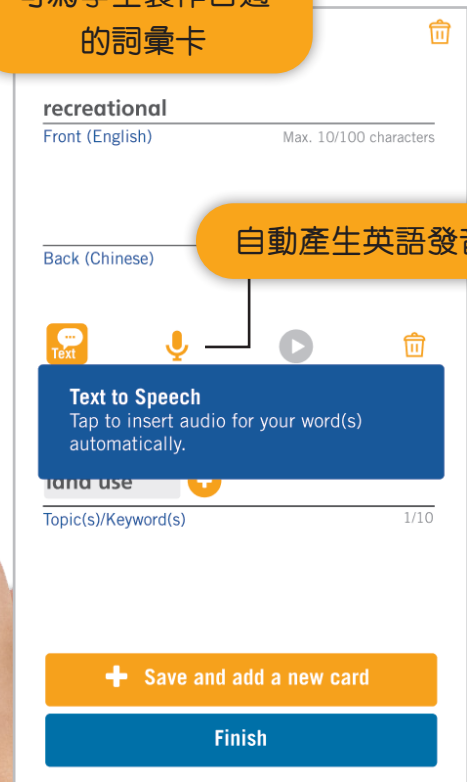 的詞彙卡
recreational
Front (English) Max. 10/100 characters
自動產生英語發音
Back (Chinese)
Text
Text to Speech
Tap to insert audio for your word(s)
automatically.
land use
Topic(s)/Keyword(s) 1/10
Save and add a new card
Finish